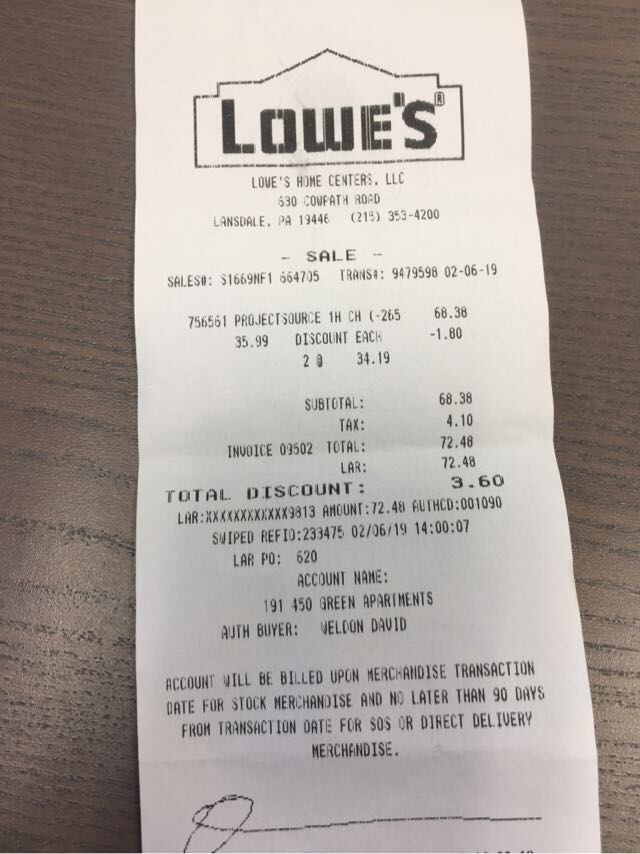 LOWE'S®
LOWE'S HOME CENTERS, LLC
630 COWPATH ROAD
LANSDALE, PA 19446 (215) 353-4200
- SALE -
SALES#: S1669MF1 664705 TRANS#: 9479598 02-06-19
756561 PROJECTSOURCE 1H CH (-265 68.38
35.99 DISCOUNT EACH -1.80
2 @ 34.19
SUBTOTAL: 68.38
TAX: 4.10
INVOICE 09502 TOTAL: 72.48
LAR: 72.48
TOTAL DISCOUNT: 3.60
LAR:XXXXXXXXXXXX9813 AMOUNT:72.48 AUTHCD:001090
SWIPED REFID:233475 02/06/19 14:00:07
LAR PO: 620
ACCOUNT NAME:
191 450 GREEN APARTMENTS
AUTH BUYER: WELDON DAVID
ACCOUNT WILL BE BILLED UPON MERCHANDISE TRANSACTION
DATE FOR STOCK MERCHANDISE AND NO LATER THAN 90 DAYS
FROM TRANSACTION DATE FOR SOS OR DIRECT DELIVERY
MERCHANDISE.